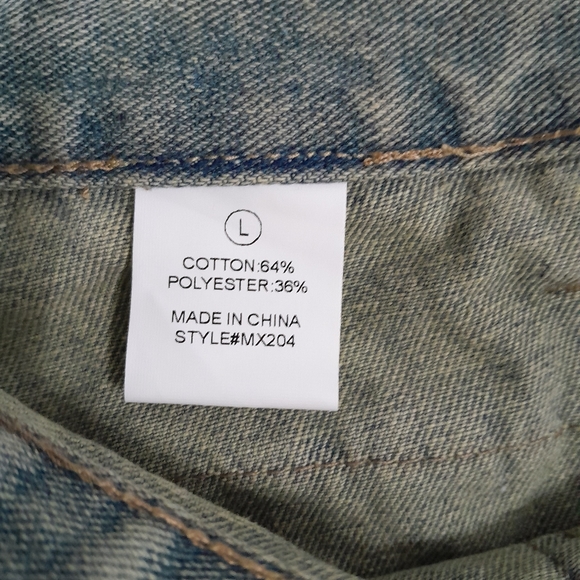 L
COTTON:64%
POLYESTER:36%
MADE IN CHINA
STYLE#MX204